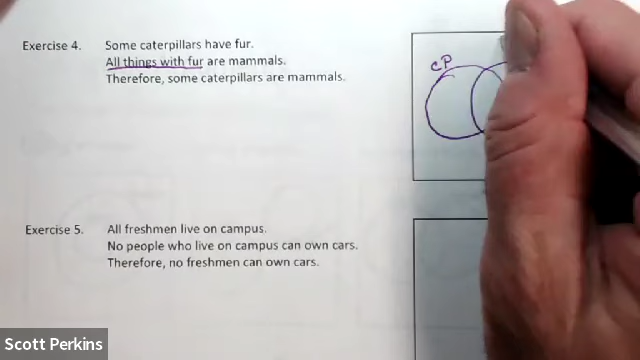 Exercise 4. Some caterpillars have fur.
All things with fur are mammals.
Therefore, some caterpillars are mammals.
CP
Exercise 5. All freshmen live on campus.
No people who live on campus can own cars.
Therefore, no freshmen can own cars.
Scott Perkins